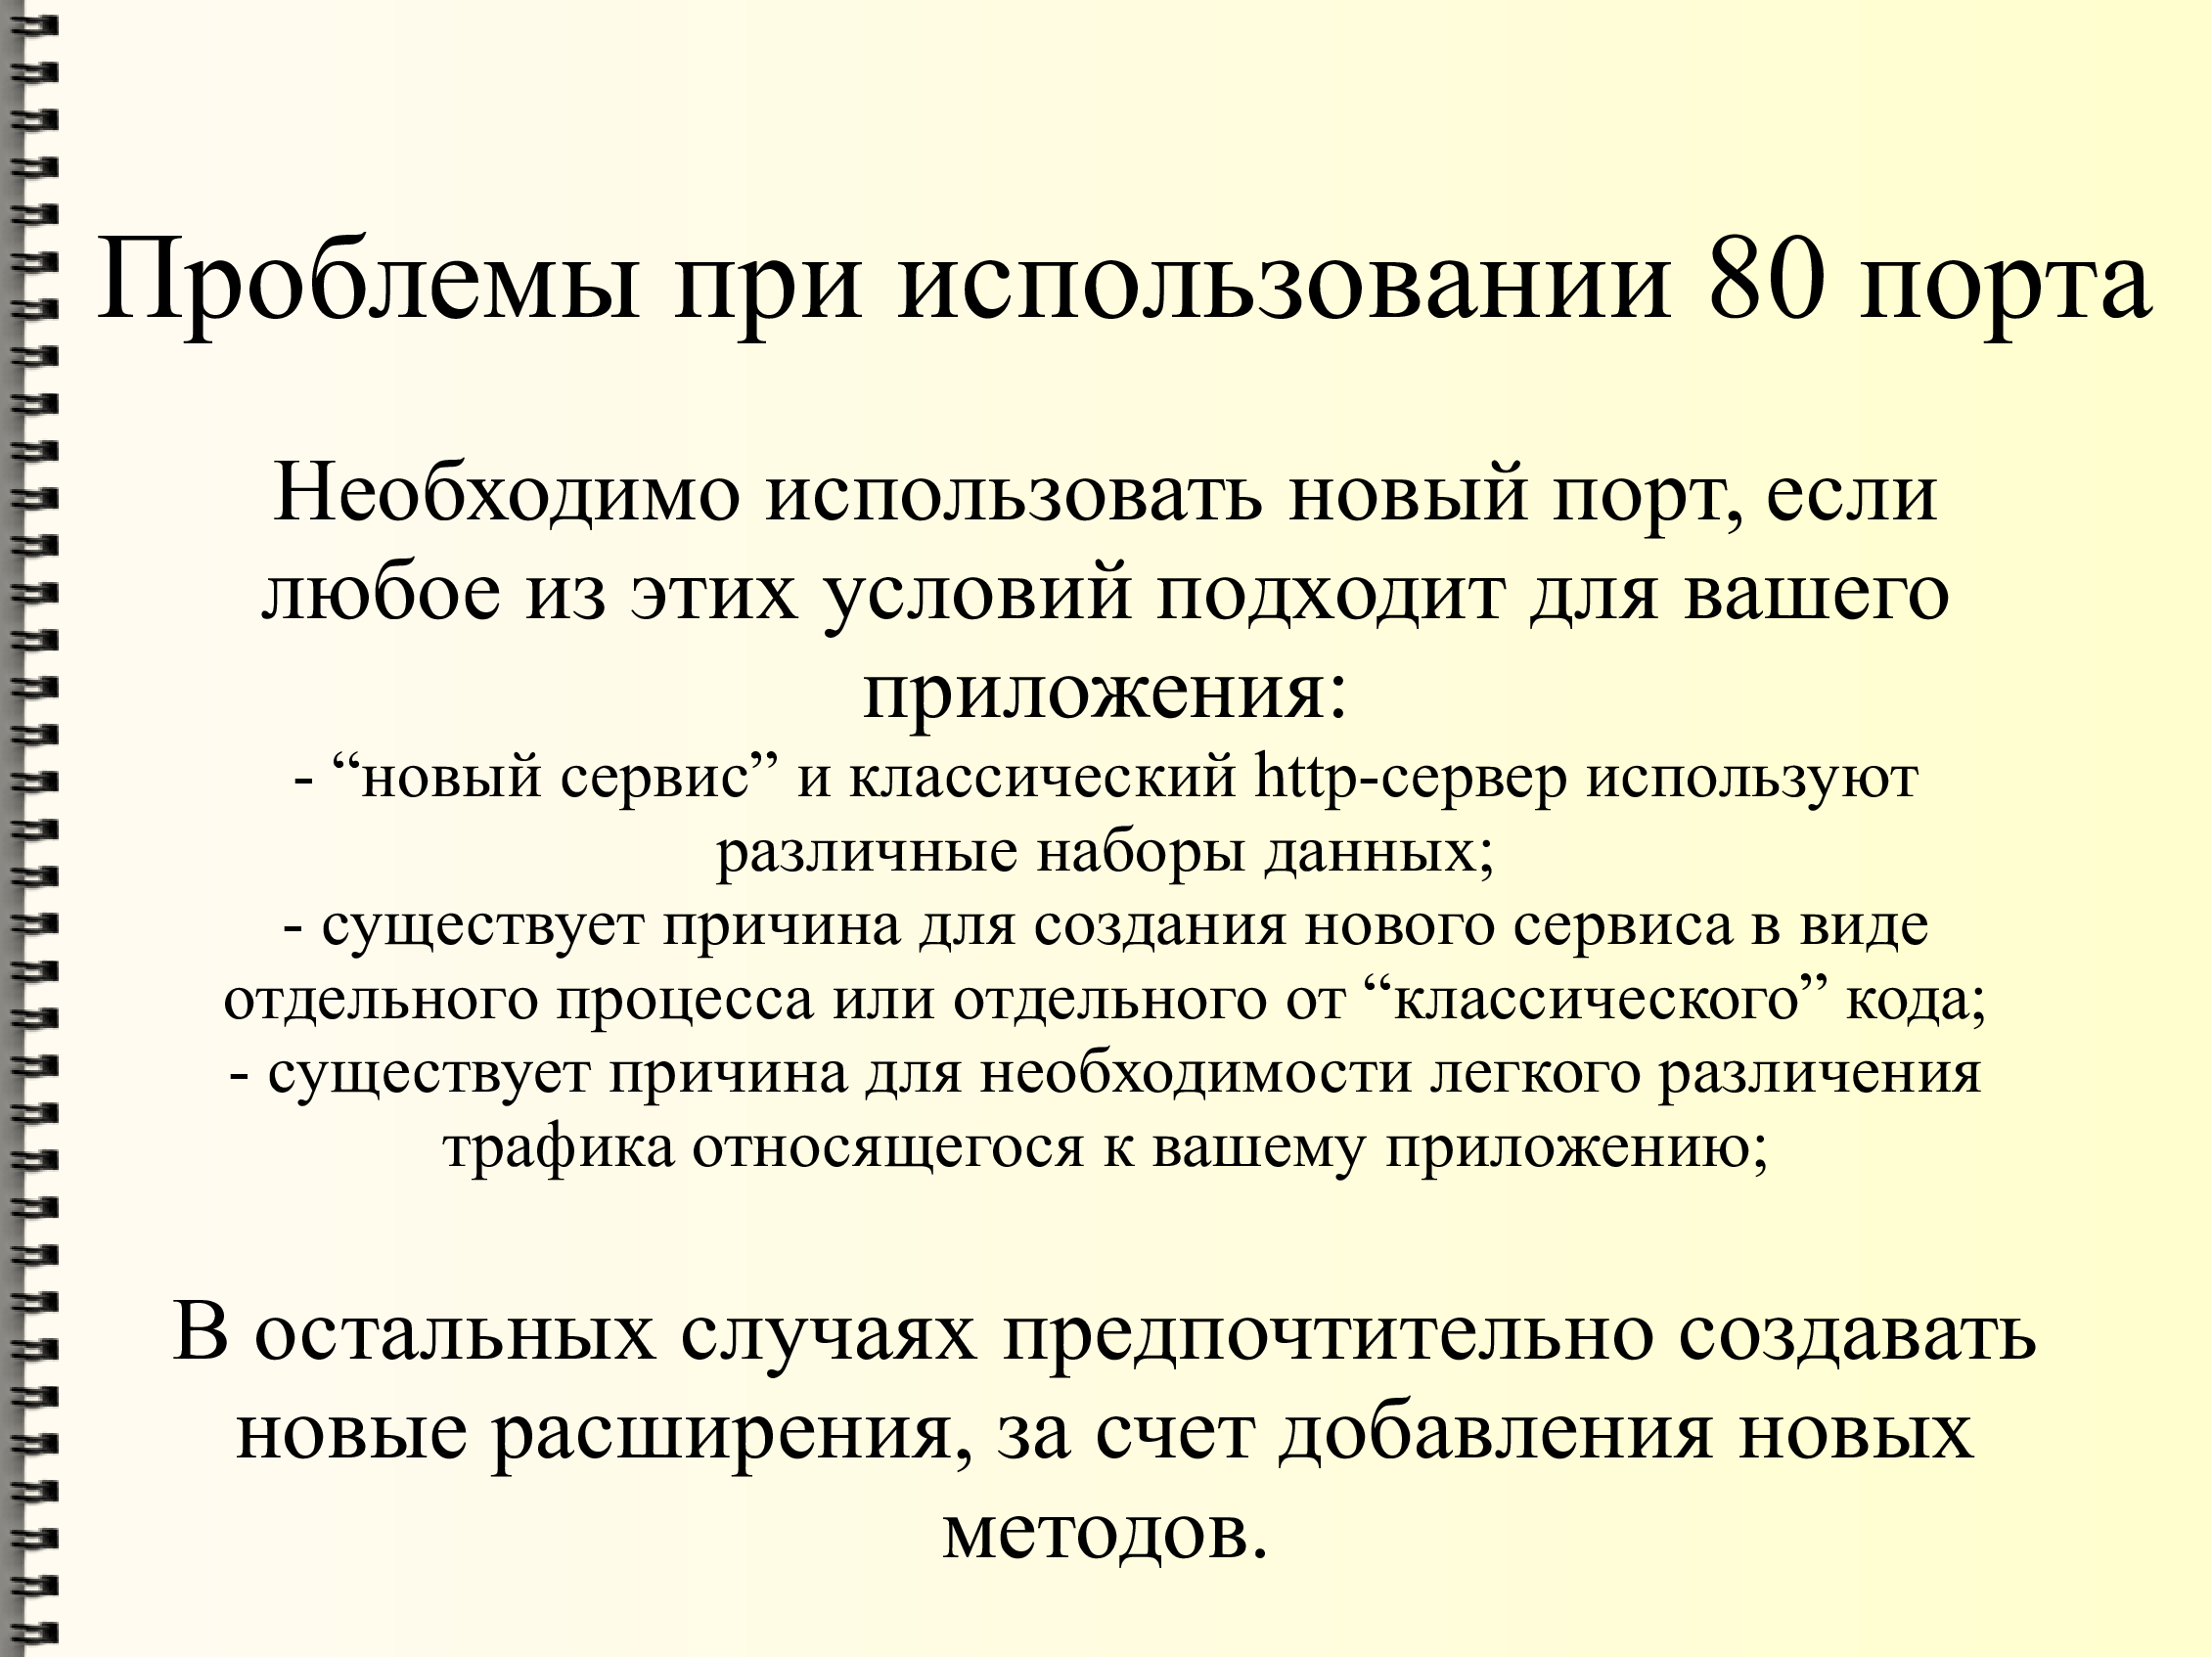 Проблемы при использовании 80 порта
Необходимо использовать новый порт, если
любое из этих условий подходит для вашего
приложения:
- “новый сервис” и классический http-сервер используют
различные наборы данных;
- существует причина для создания нового сервиса в виде
отдельного процесса или отдельного от “классического” кода;
- существует причина для необходимости легкого различения
трафика относящегося к вашему приложению;
В остальных случаях предпочтительно создавать
новые расширения, за счет добавления новых
методов.